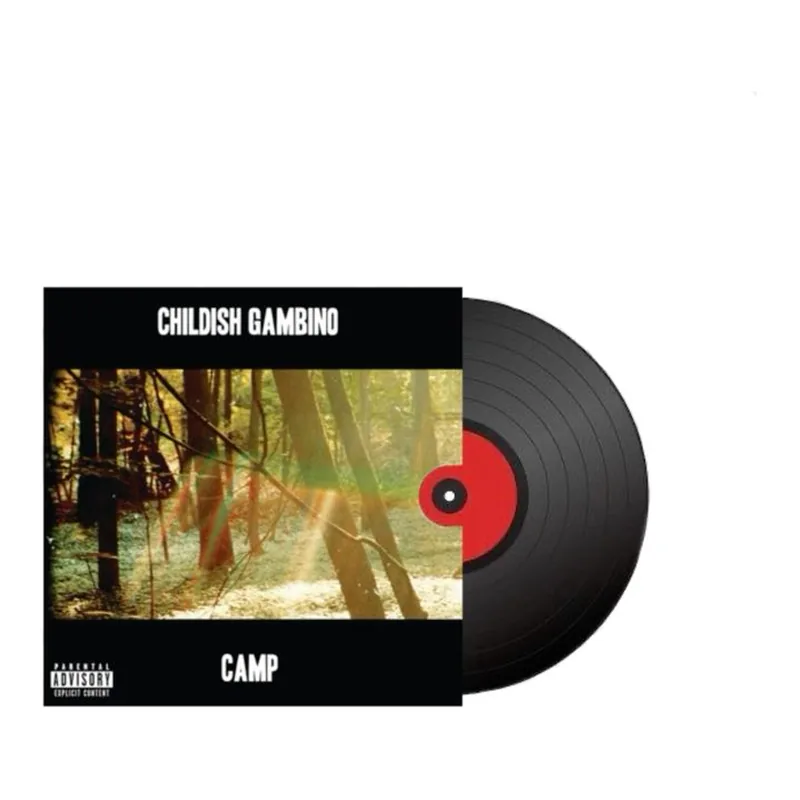 CHILDISH GAMBINO
CAMP
PARENTAL
ADVISORY
EXPLICIT CONTENT